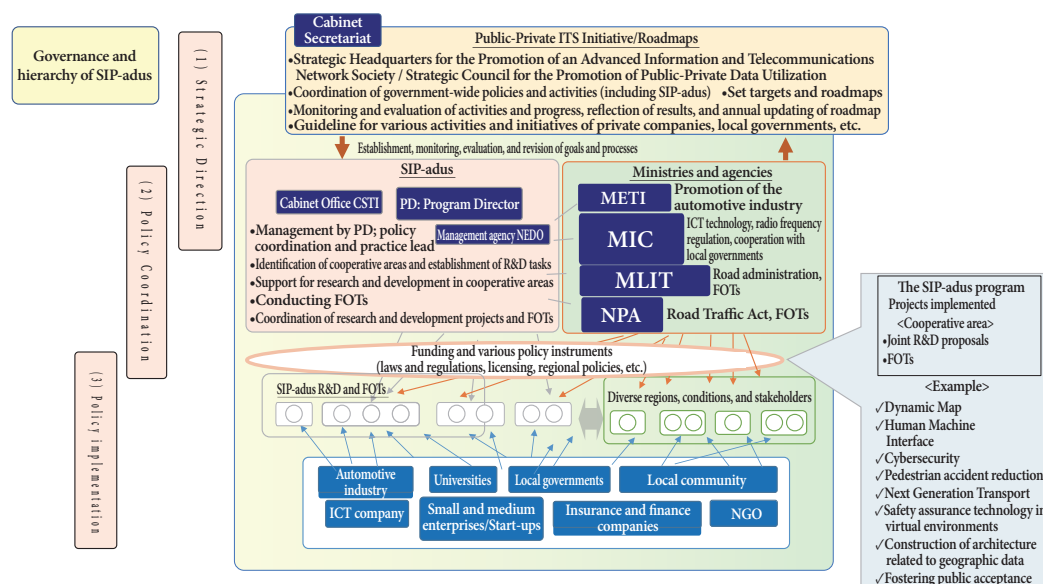 Governance and
hierarchy of SIP-adus
(1) Strategic Direction
(2) Policy Coordination
(3) Policy implementation
Cabinet
Secretariat
Public-Private ITS Initiative/Roadmaps
•Strategic Headquarters for the Promotion of an Advanced Information and Telecommunications
Network Society / Strategic Council for the Promotion of Public-Private Data Utilization
•Coordination of government-wide policies and activities (including SIP-adus) •Set targets and roadmaps
•Monitoring and evaluation of activities and progress, reflection of results, and annual updating of roadmap
•Guideline for various activities and initiatives of private companies, local governments, etc.
Establishment, monitoring, evaluation, and revision of goals and processes
SIP-adus
Cabinet Office CSTI
PD: Program Director
•Management by PD; policy
coordination and practice lead
Management agency NEDO
•Identification of cooperative areas and establishment of R&D tasks
•Support for research and development in cooperative areas
•Conducting FOTs
•Coordination of research and development projects and FOTs
Ministries and agencies
METI
Promotion of the
automotive industry
MIC
ICT technology, radio frequency
regulation, cooperation with
local governments
MLIT
Road administration,
FOTs
NPA
Road Traffic Act, FOTs
Funding and various policy instruments
(laws and regulations, licensing, regional policies, etc.)
SIP-adus R&D and FOTs
Diverse regions, conditions, and stakeholders
Automotive
industry
Universities
Local governments
Local community
ICT company
Small and medium
enterprises/Start-ups
Insurance and finance
companies
NGO
The SIP-adus program
Projects implemented
<Cooperative area>
•Joint R&D proposals
•FOTs
<Example>
✓Dynamic Map
✓Human Machine
Interface
✓Cybersecurity
✓Pedestrian accident reduction
✓Next Generation Transport
✓Safety assurance technology in
virtual environments
✓Construction of architecture
related to geographic data
✓Fostering public acceptance